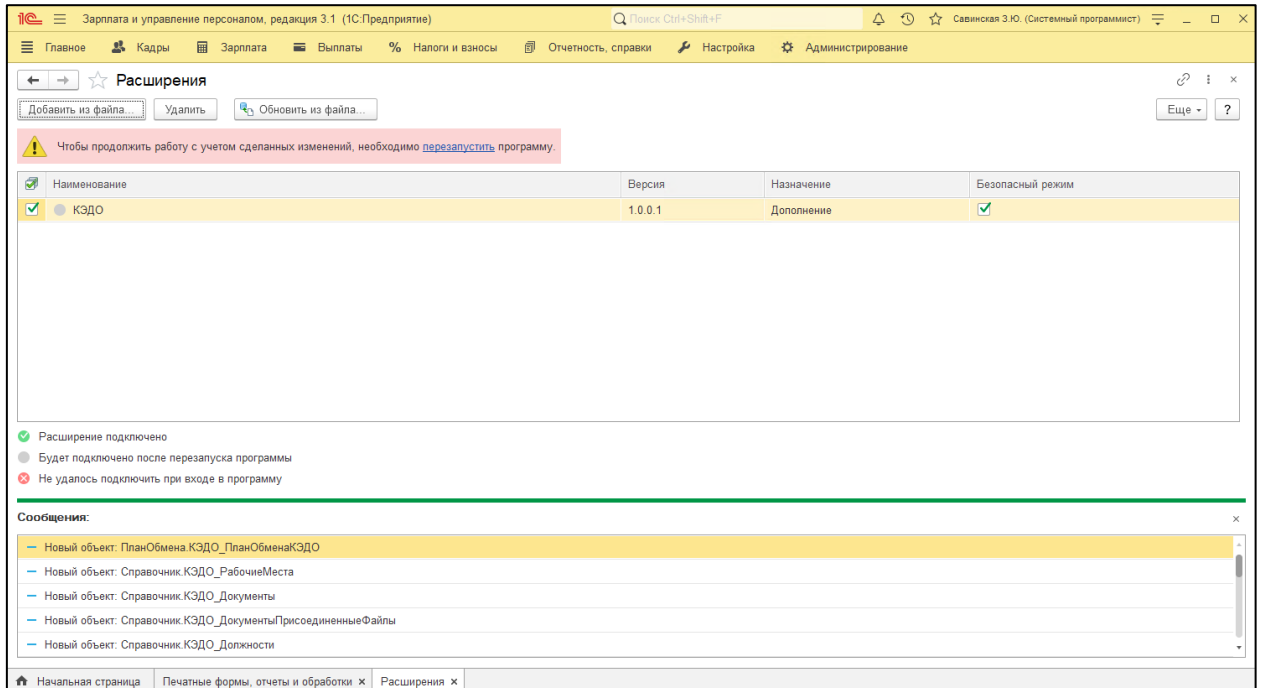 1С Зарплата и управление персоналом, редакция 3.1 (1С:Предприятие) Поиск Ctrl+Shift+F Савинская З.Ю. (Системный программист)
Главное Кадры Зарплата Выплаты % Налоги и взносы Отчетность, справки Настройка Администрирование
Расширения
Добавить из файла... Удалить Обновить из файла... Еще ?
Чтобы продолжить работу с учетом сделанных изменений, необходимо перезапустить программу.
Наименование Версия Назначение Безопасный режим
КЭДО 1.0.0.1 Дополнение
Расширение подключено
Будет подключено после перезапуска программы
Не удалось подключить при входе в программу
Сообщения:
Новый объект: ПланОбмена.КЭДО_ПланОбменаКЭДО
Новый объект: Справочник.КЭДО_РабочиеМеста
Новый объект: Справочник.КЭДО_Документы
Новый объект: Справочник.КЭДО_ДокументыПрисоединенныеФайлы
Новый объект: Справочник.КЭДО_Должности
Начальная страница Печатные формы, отчеты и обработки Расширения